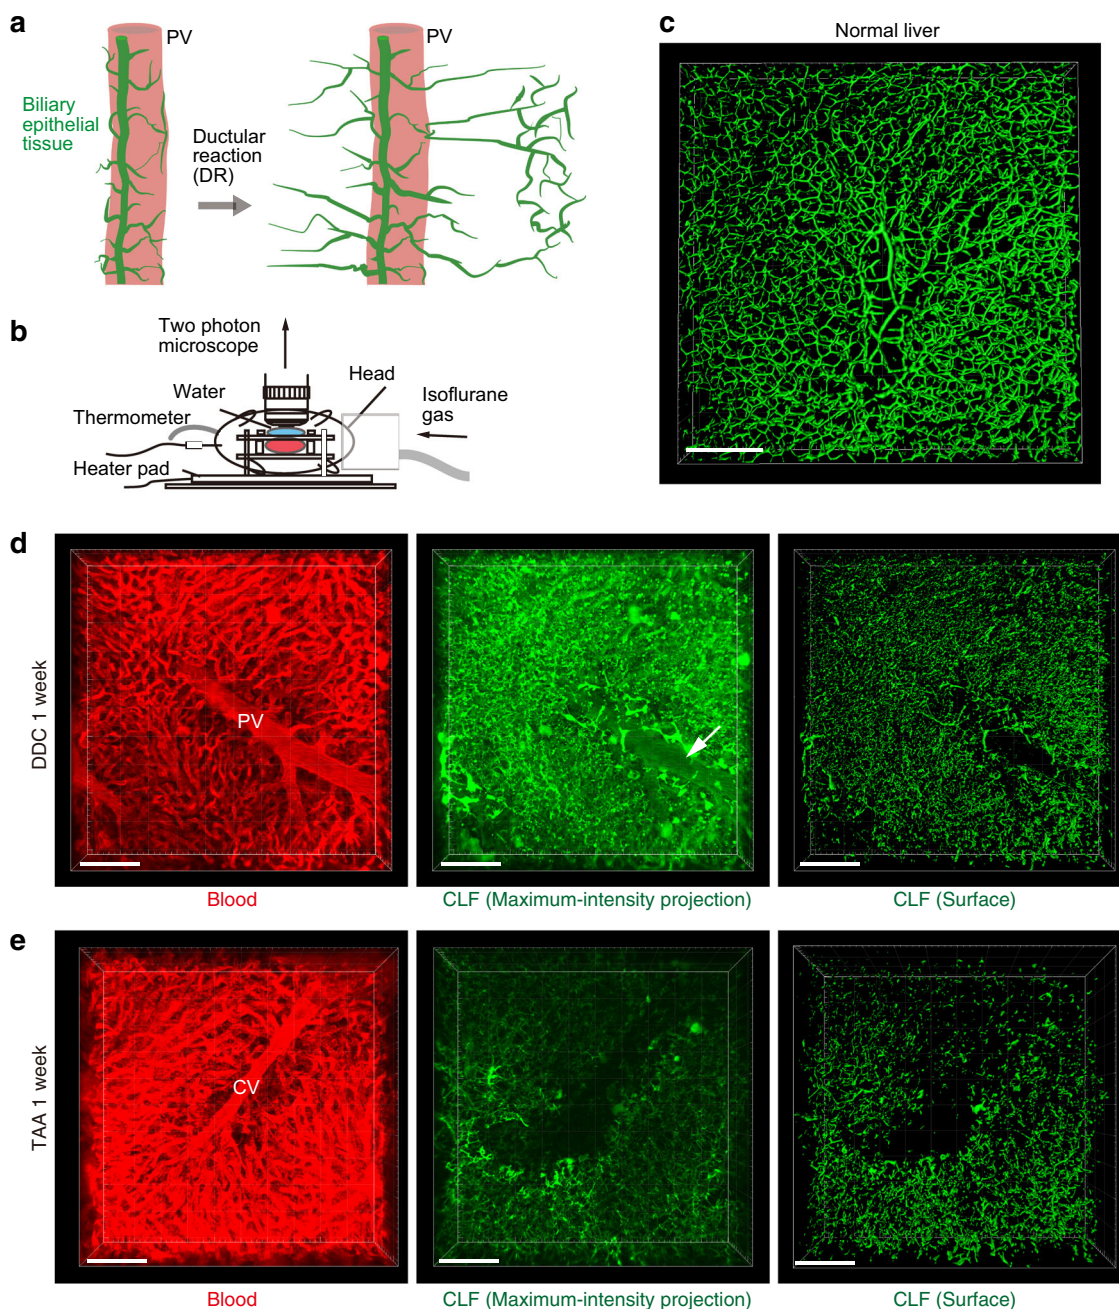 a
PV
PV
Biliary
epithelial
tissue
Ductular
reaction
(DR)
b
Two photon
microscope
Water
Head
Thermometer
Isoflurane
gas
Heater pad
c
Normal liver
d
DDC 1 week
PV
Blood
CLF (Maximum-intensity projection)
CLF (Surface)
e
TAA 1 week
CV
Blood
CLF (Maximum-intensity projection)
CLF (Surface)